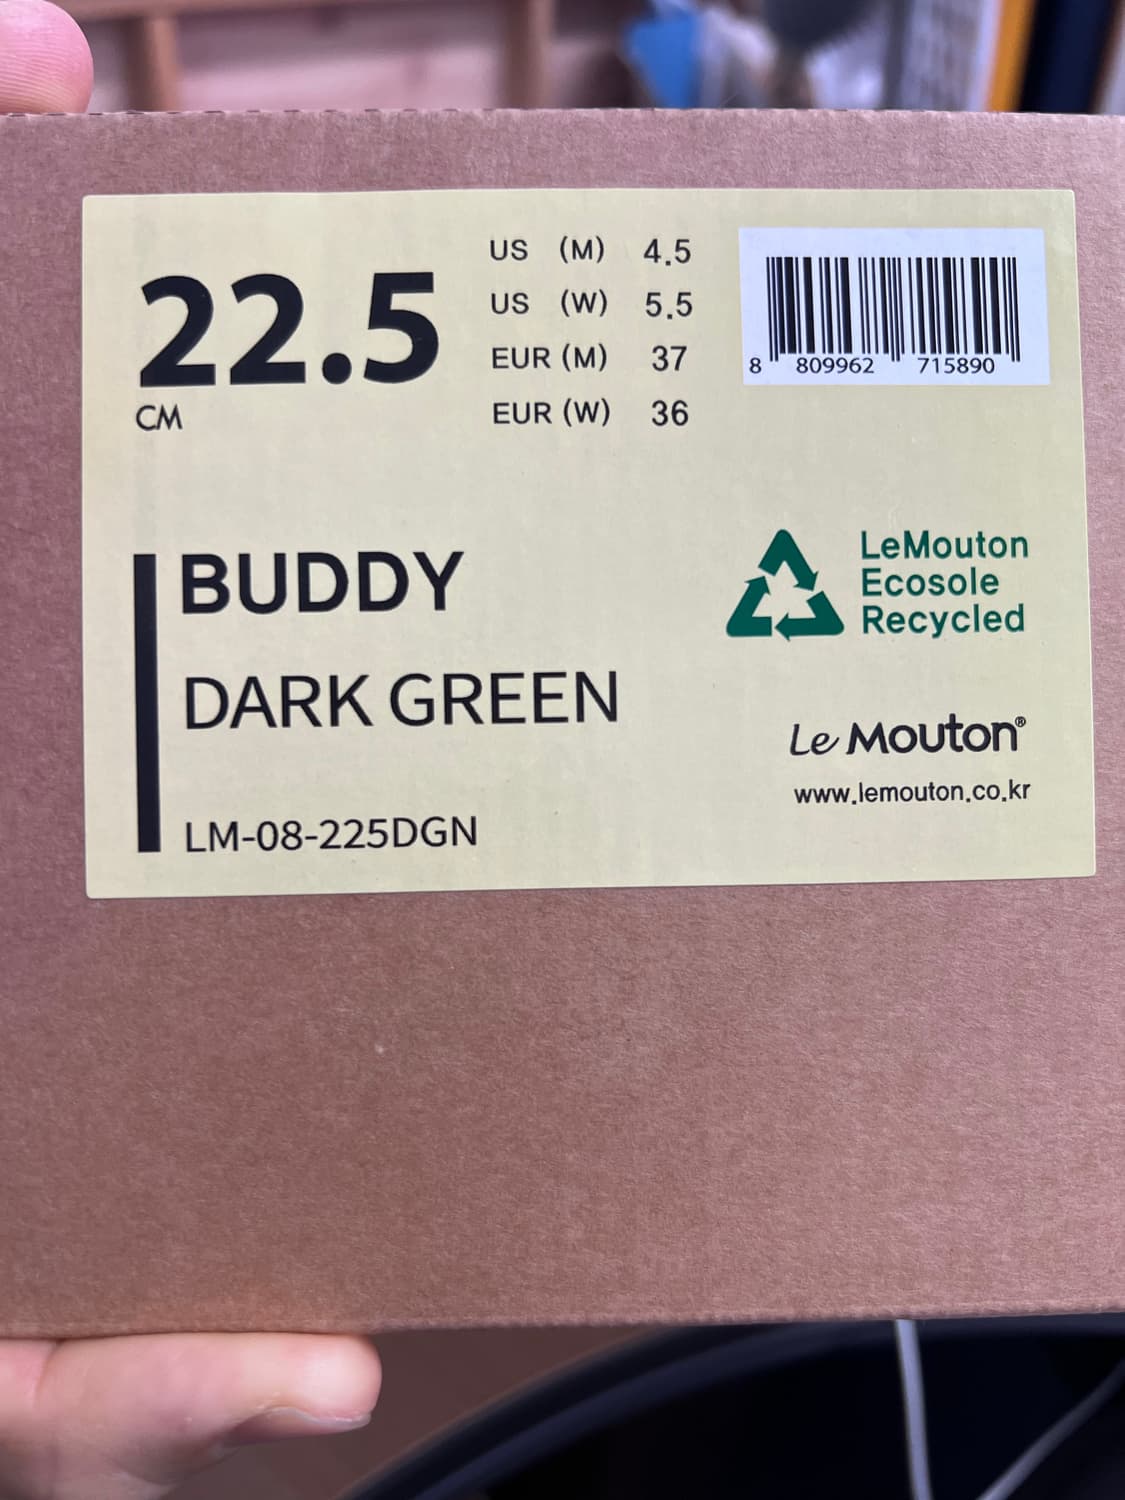 22.5
CM
US (M) 4.5
US (W) 5.5
EUR (M) 37
EUR (W) 36
8 809962 715890
BUDDY
DARK GREEN
LM-08-225DGN
LeMouton
Ecosole
Recycled
Le Mouton®
www.lemouton.co.kr